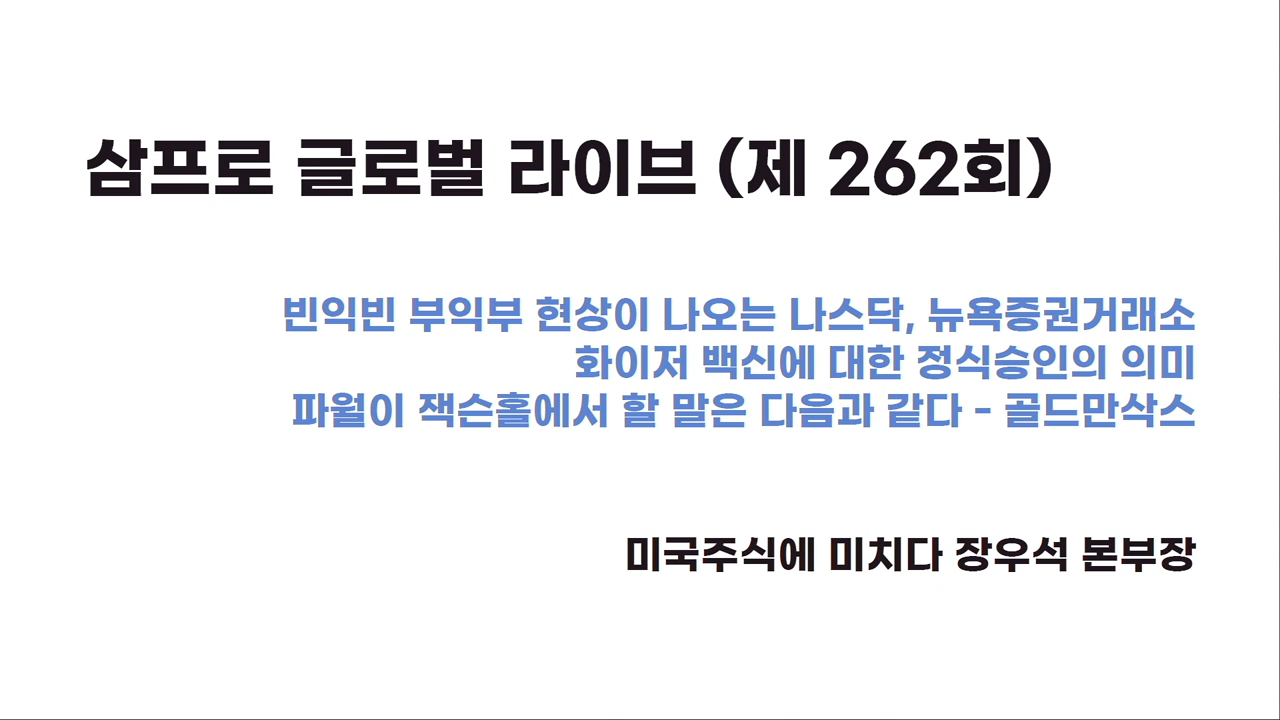 삼프로 글로벌 라이브 (제 262회)
빈익빈 부익부 현상이 나오는 나스닥, 뉴욕증권거래소
화이저 백신에 대한 정식승인의 의미
파월이 잭슨홀에서 할 말은 다음과 같다 - 골드만삭스
미국주식에 미치다 장우석 본부장